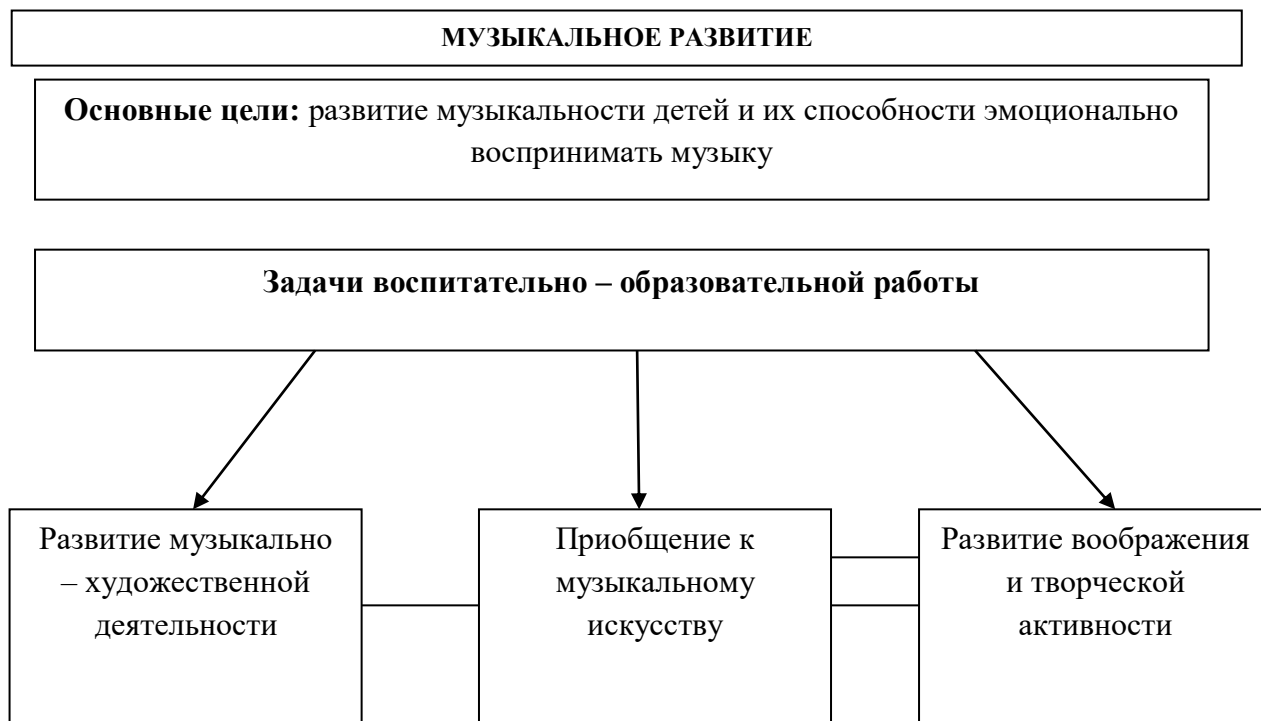 МУЗЫКАЛЬНОЕ РАЗВИТИЕ
Основные цели: развитие музыкальности детей и их способности эмоционально
воспринимать музыку
Задачи воспитательно – образовательной работы
Развитие музыкально
– художественной
деятельности
Приобщение к
музыкальному
искусству
Развитие воображения
и творческой
активности